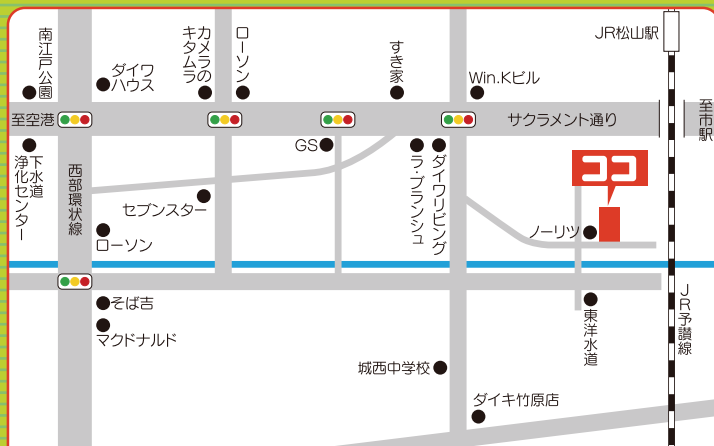 JR松山駅
南江戸公園
ダイワ
ハウス
カメラの
キタムラ
ローソン
すき家
Win.Kビル
至空港
サクラメント通り
至市駅
下水道
浄化センター
西部環状線
GS
ラ・ブランシュ
ダイワリビング
ココ
セブンスター
ローソン
ノーリツ
そば吉
マクドナルド
東洋水道
JR予讃線
城西中学校
ダイキ竹原店